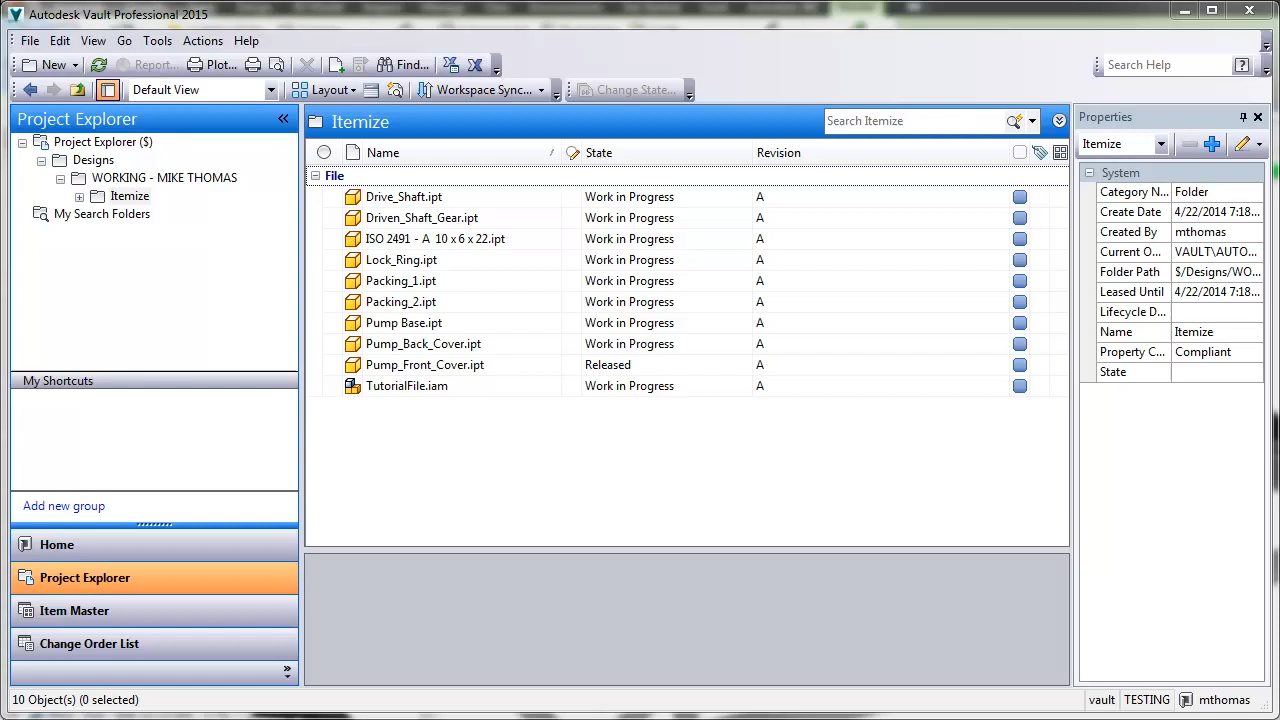 Autodesk Vault Professional 2015
File Edit View Go Tools Actions Help
New Report... Plot... Find... Search Help
Default View Layout Workspace Sync... Change State...
Project Explorer
Project Explorer ($)
Designs
WORKING - MIKE THOMAS
Itemize
My Search Folders
My Shortcuts
Add new group
Home
Project Explorer
Item Master
Change Order List
Itemize Search Itemize
Name State Revision
File
Drive_Shaft.ipt Work in Progress A
Driven_Shaft_Gear.ipt Work in Progress A
ISO 2491 - A 10 x 6 x 22.ipt Work in Progress A
Lock_Ring.ipt Work in Progress A
Packing_1.ipt Work in Progress A
Packing_2.ipt Work in Progress A
Pump Base.ipt Work in Progress A
Pump_Back_Cover.ipt Work in Progress A
Pump_Front_Cover.ipt Released A
TutorialFile.iam Work in Progress A
Properties
Itemize
System
Category N... Folder
Create Date 4/22/2014 7:18...
Created By mthomas
Current O... VAULT\AUTO...
Folder Path $/Designs/WO...
Leased Until 4/22/2014 7:18...
Lifecycle D...
Name Itemize
Property C... Compliant
State
10 Object(s) (0 selected) vault TESTING mthomas